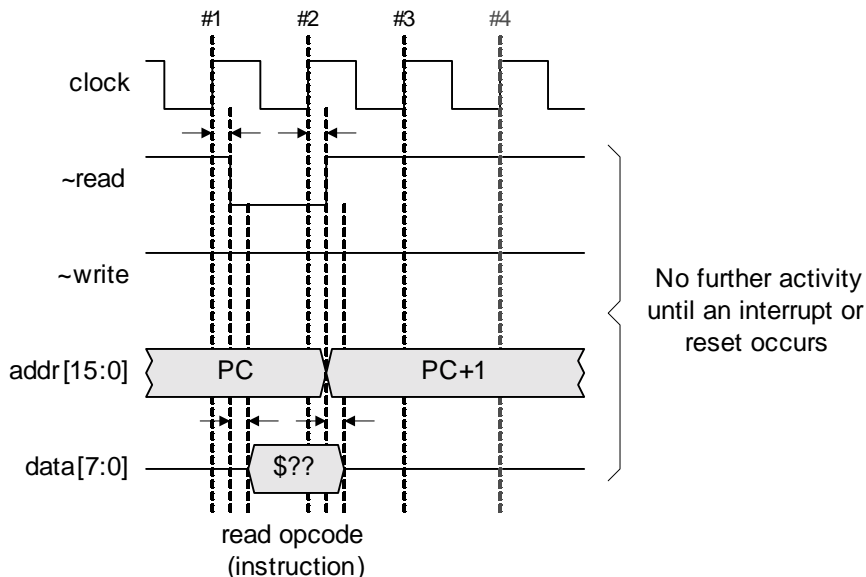 #1 #2 #3 #4
clock
~read
~write
No further activity
until an interrupt or
reset occurs
addr[15:0] PC PC+1
data[7:0] $??
read opcode
(instruction)